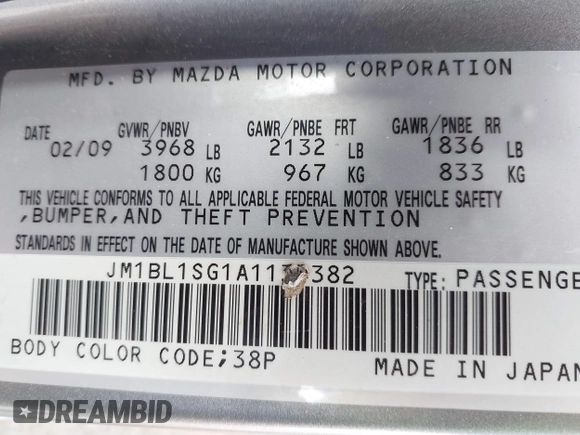 MFD. BY MAZDA MOTOR CORPORATION
DATE GVWR/PNBV GAWR/PNBE FRT GAWR/PNBE RR
02/09 3968 LB 2132 LB 1836 LB
1800 KG 967 KG 833 KG
THIS VEHICLE CONFORMS TO ALL APPLICABLE FEDERAL MOTOR VEHICLE SAFETY
,BUMPER,AND THEFT PREVENTION
STANDARDS IN EFFECT ON THE DATE OF MANUFACTURE SHOWN ABOVE.
TYPE: PASSENGE
BODY COLOR CODE;38P MADE IN JAPAN
DREAMBID